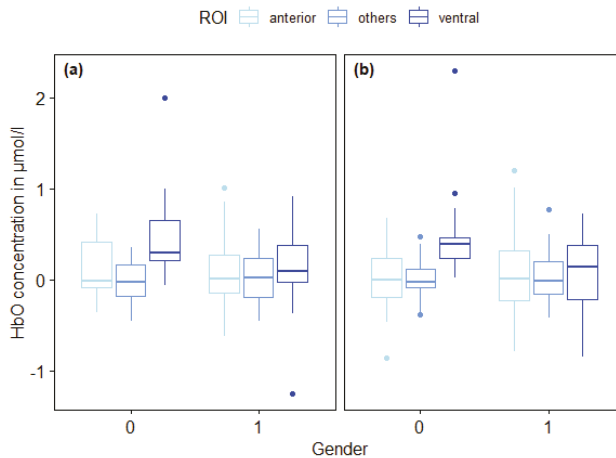 ROI anterior others ventral
(a) (b)
HbO concentration in µmol/l
2
1
0
-1
0 1 0 1
Gender